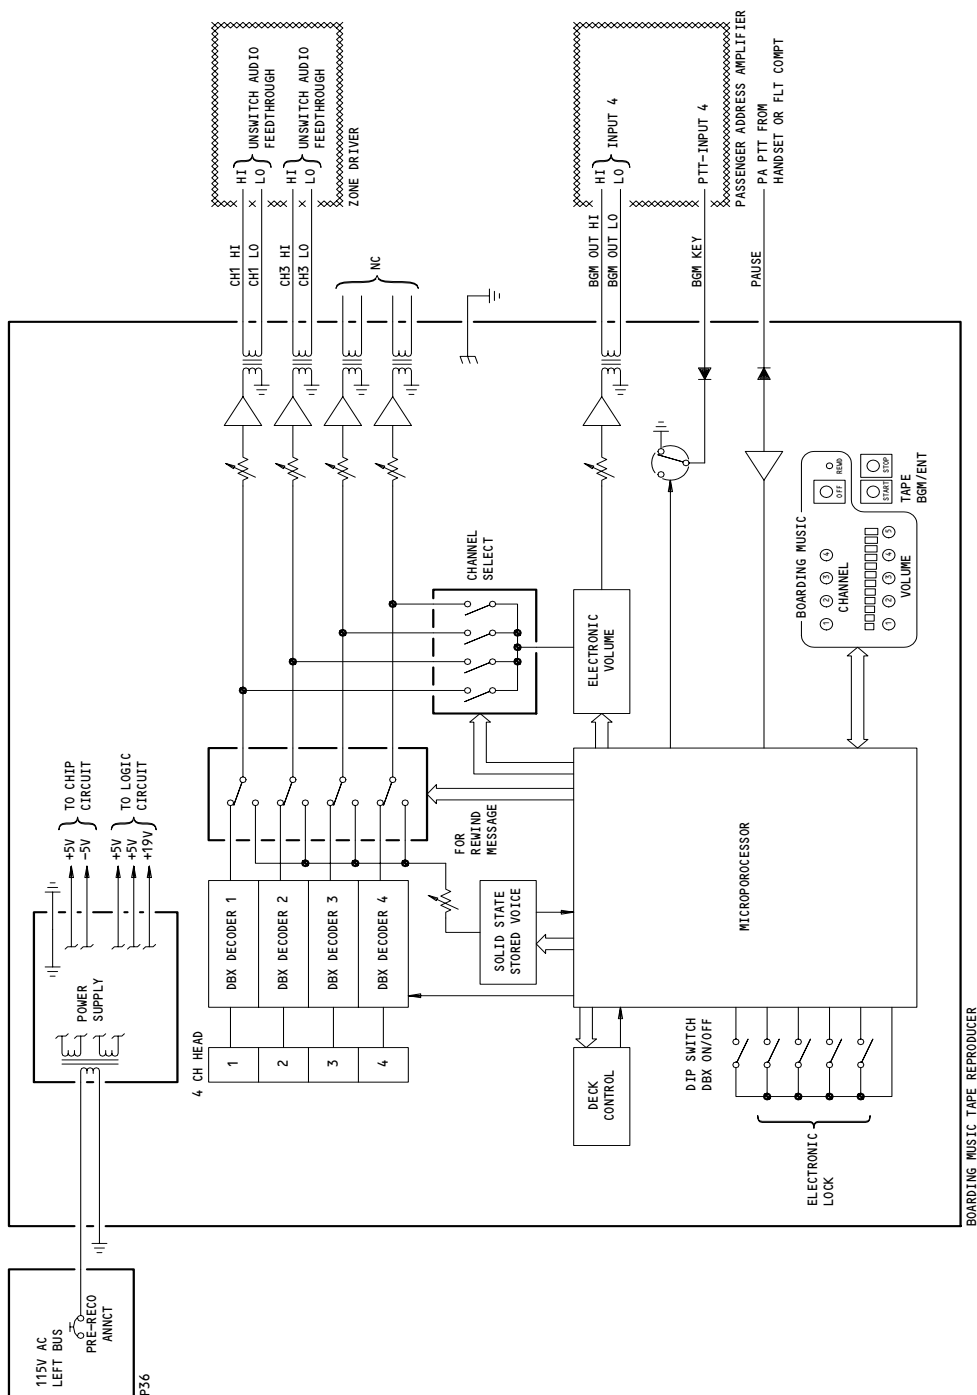 115V AC
LEFT BUS
PRE-RECO
ANNCT
P36
POWER
SUPPLY
+5V
-5V
TO CHIP
CIRCUIT
+5V
+5V
+19V
TO LOGIC
CIRCUIT
4 CH HEAD
1
2
3
4
DBX DECODER 1
DBX DECODER 2
DBX DECODER 3
DBX DECODER 4
FOR
REWIND
MESSAGE
SOLID STATE
STORED VOICE
CHANNEL
SELECT
CH1 HI
CH1 LO
CH3 HI
CH3 LO
NC
HI
LO
UNSWITCH AUDIO
FEEDTHROUGH
HI
LO
UNSWITCH AUDIO
FEEDTHROUGH
ZONE DRIVER
DECK
CONTROL
DIP SWITCH
DBX ON/OFF
ELECTRONIC
LOCK
MICROPOROCESSOR
ELECTRONIC
VOLUME
BGM OUT HI
BGM OUT LO
BGM KEY
PAUSE
HI
LO
INPUT 4
PTT-INPUT 4
PASSENGER ADDRESS AMPLIFIER
PA PTT FROM
HANDSET OR FLT COMPT
BOARDING MUSIC
1 2 3 4
CHANNEL
1 2 3 4 5
VOLUME
OFF
REWD
START
STOP
TAPE
BGM/ENT
BOARDING MUSIC TAPE REPRODUCER